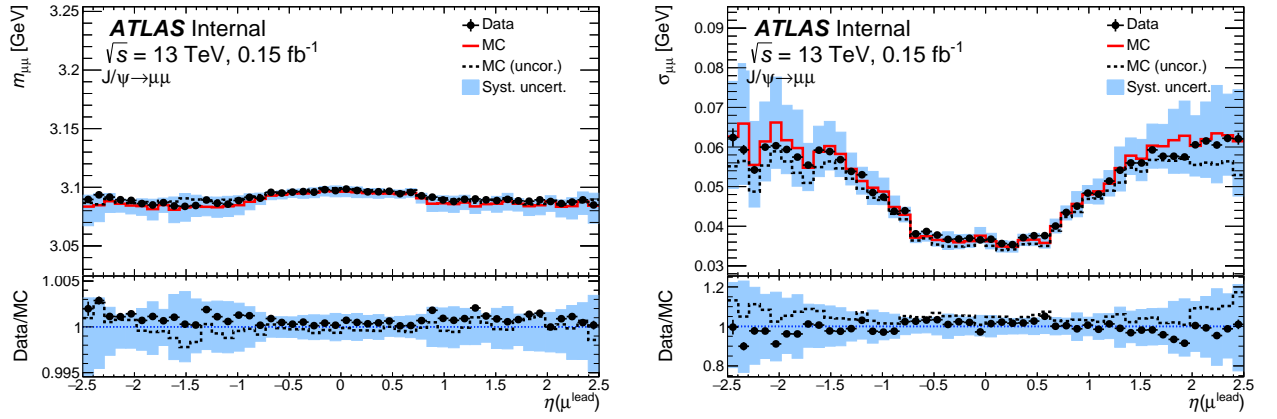 ATLAS Internal
√s = 13 TeV, 0.15 fb⁻¹
J/ψ→μμ
Data
MC
MC (uncor.)
Syst. uncert.
m_μμ [GeV]
3.25
3.2
3.15
3.1
3.05
Data/MC
1.005
1
0.995
−2.5 −2 −1.5 −1 −0.5 0 0.5 1 1.5 2 2.5
η(μ^lead)
ATLAS Internal
√s = 13 TeV, 0.15 fb⁻¹
J/ψ→μμ
Data
MC
MC (uncor.)
Syst. uncert.
σ_μμ [GeV]
0.09
0.08
0.07
0.06
0.05
0.04
0.03
Data/MC
1.2
1
0.8
−2.5 −2 −1.5 −1 −0.5 0 0.5 1 1.5 2 2.5
η(μ^lead)